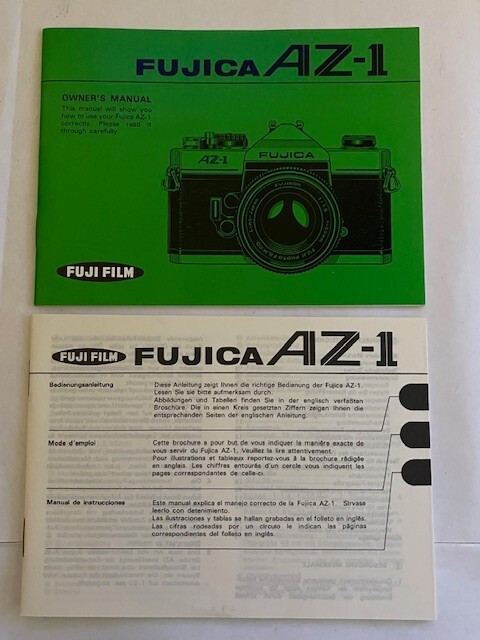 FUJICA AZ-1
OWNER'S MANUAL
This manual will show you
how to use your Fujica AZ-1
correctly. Please read it
through carefully.
AZ-1
FUJICA
FUJI FILM
FUJI FILM FUJICA AZ-1
Bedienungsanleitung
Diese Anleitung zeigt Ihnen die richtige Bedienung der Fujica AZ-1.
Lesen Sie sie bitte aufmerksam durch.
Abbildungen und Tabellen finden Sie in der englisch verfaßten
Broschüre. Die in einen Kreis gesetzten Ziffern zeigen Ihnen die
entsprechenden Seiten der englischen Anleitung.
Mode d'emploi
Cette brochure a pour but de vous indiquer la manière exacte de
vous servir du Fujica AZ-1. Veuillez la lire attentivement.
Pour illustrations et tableaux reportez-vous à la brochure rédigée
en anglais. Les chiffres entourés d'un cercle vous indiquent les
pages correspondantes de celle-ci.
Manual de instrucciones
Este manual explica el manejo correcto de la Fujica AZ-1. Sírvase
leerlo con detenimiento.
Las ilustraciones y tablas se hallan grabadas en el folleto en inglés.
Las cifras rodeadas por un círculo le indican las páginas
correspondientes del folleto en inglés.